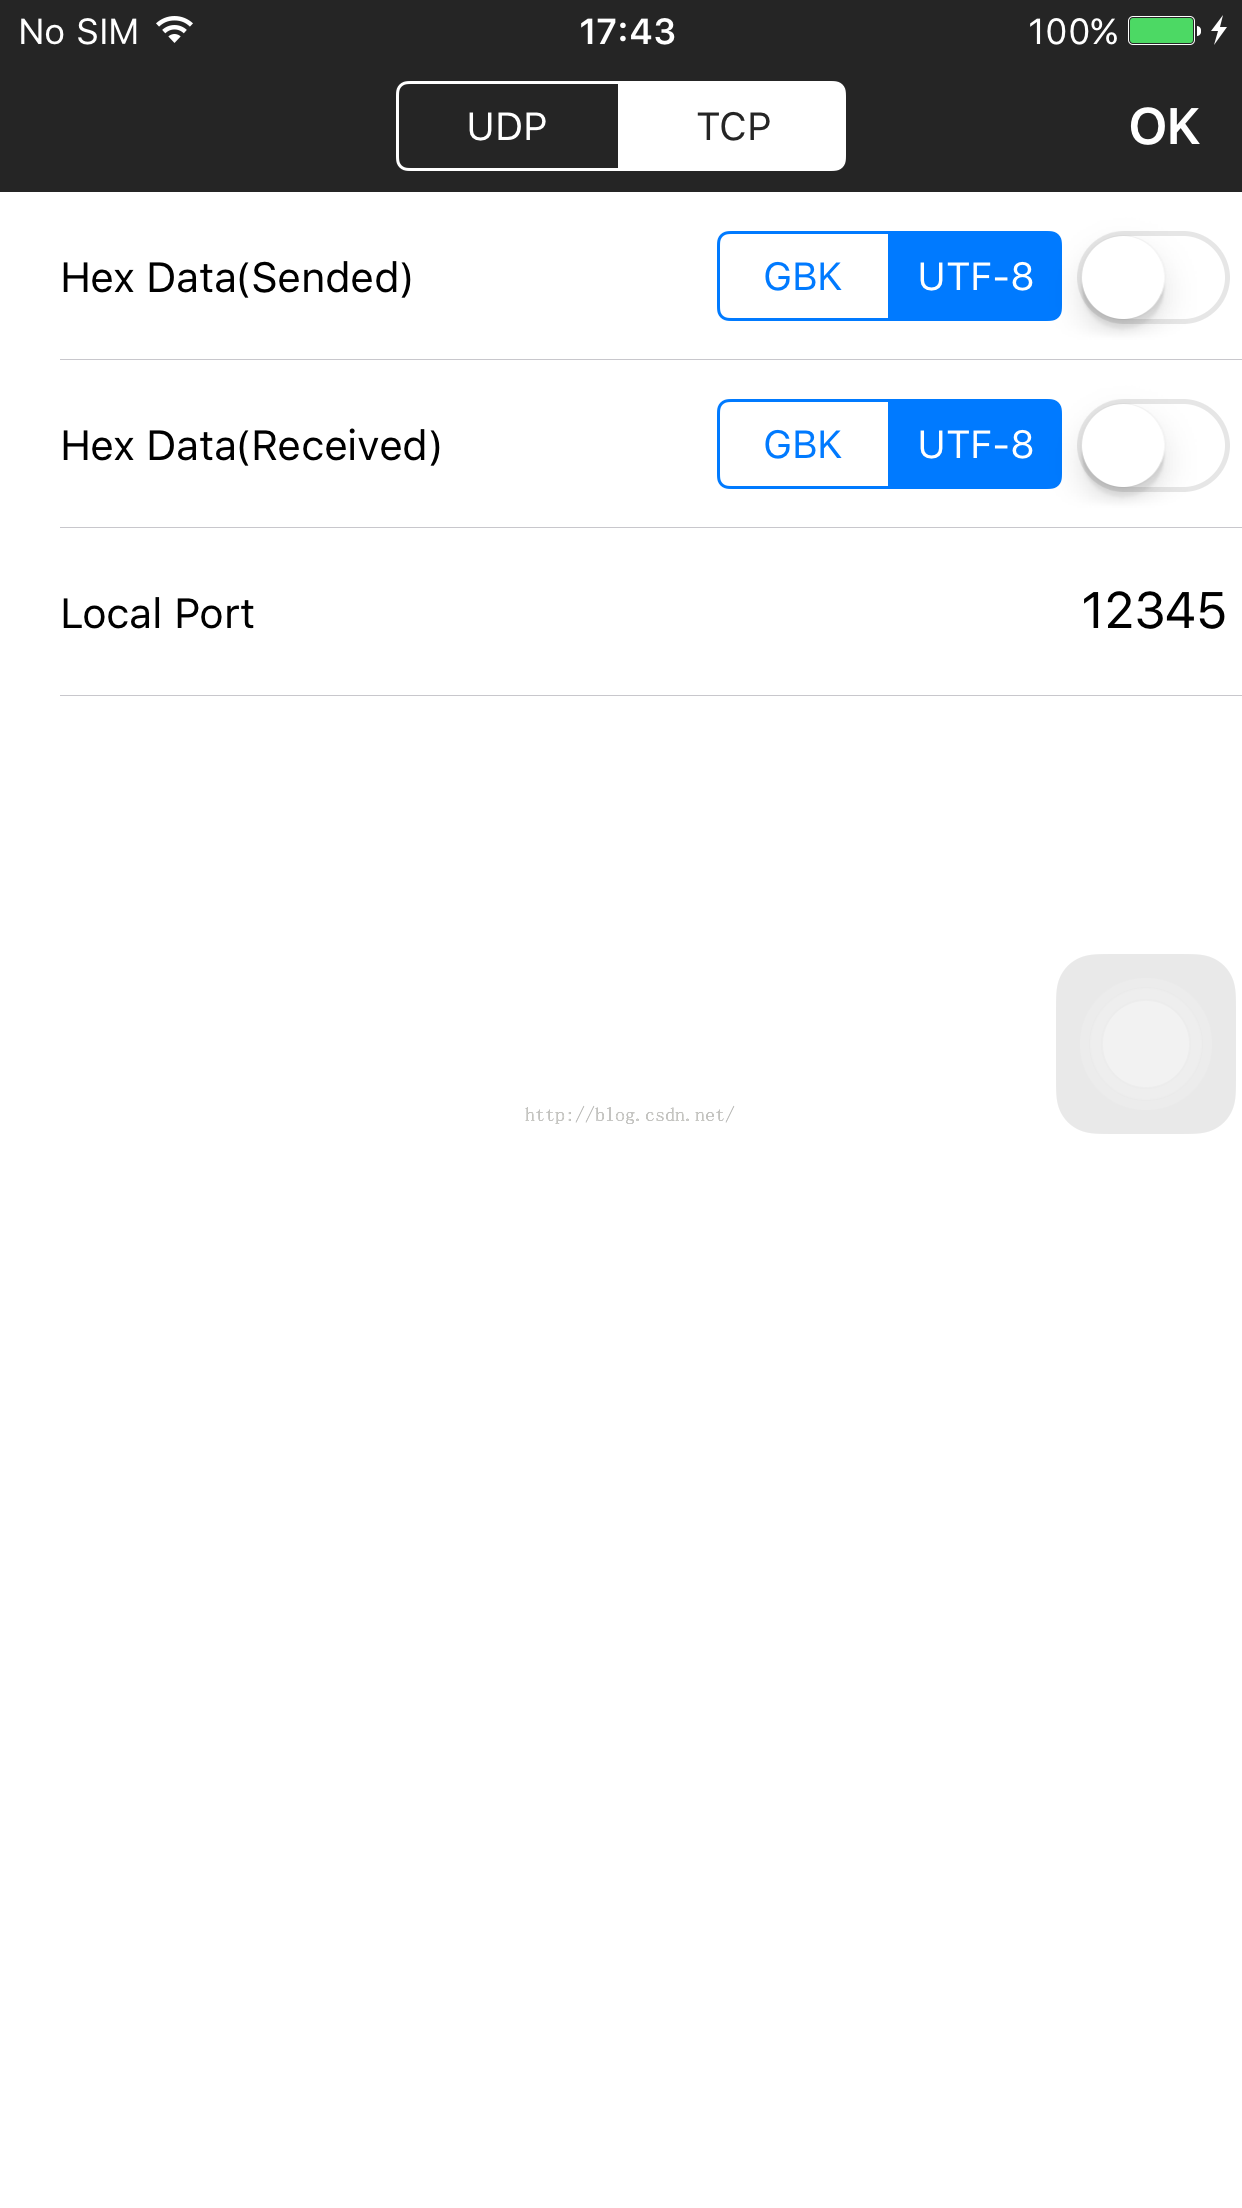 No SIM 17:43 100%
UDP TCP OK
Hex Data(Sended) GBK UTF-8
Hex Data(Received) GBK UTF-8
Local Port 12345
http://blog.csdn.net/